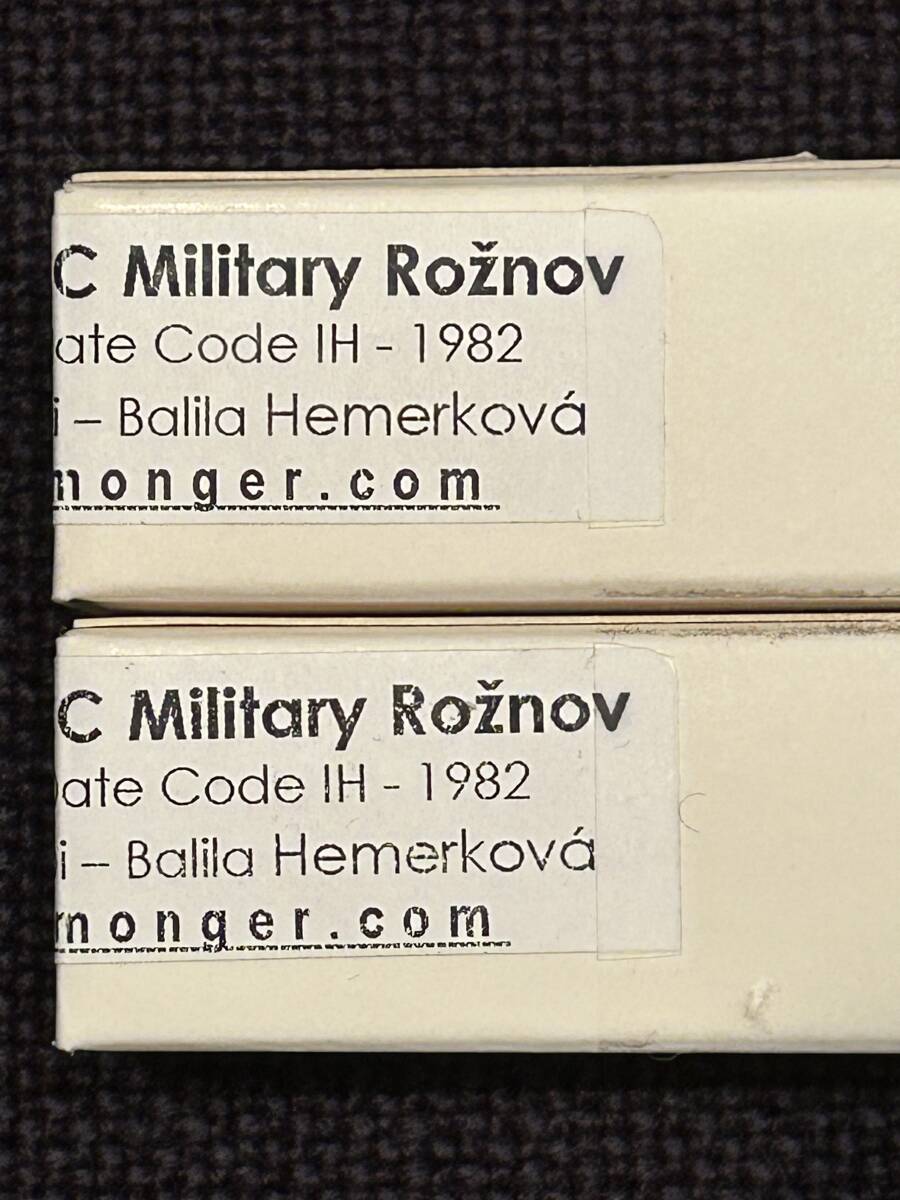 C Military Rožnov
ate Code IH - 1982
i – Balila Hemerková
monger.com
C Military Rožnov
ate Code IH - 1982
i – Balila Hemerková
monger.com